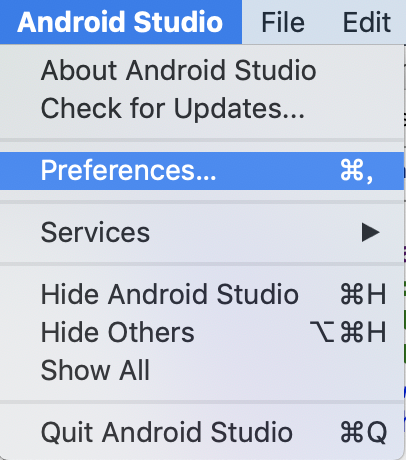 Android Studio File Edit
About Android Studio
Check for Updates...
Preferences... ⌘,
Services ▶
Hide Android Studio ⌘H
Hide Others ⌥⌘H
Show All
Quit Android Studio ⌘Q